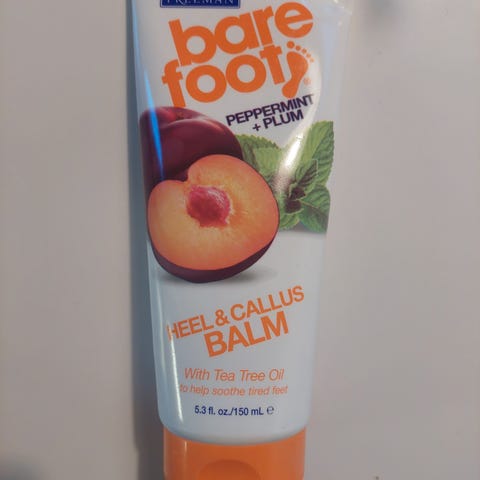 FREEMAN
bare
foot®
PEPPERMINT
+ PLUM
HEEL & CALLUS
BALM
With Tea Tree Oil
to help soothe tired feet
5.3 fl. oz./150 mL ℮